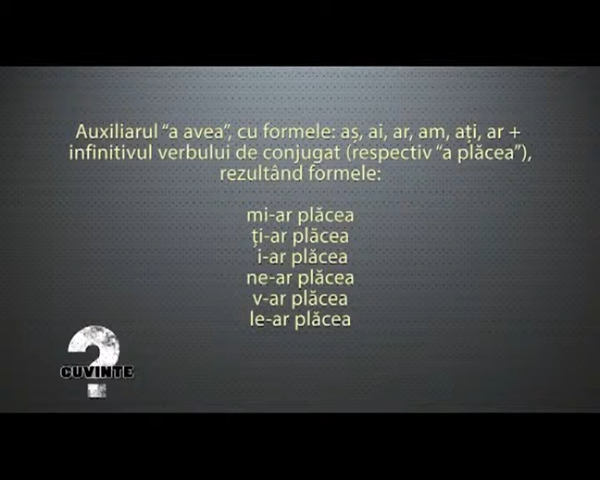 Auxiliarul “a avea”, cu formele: aș, ai, ar, am, ați, ar +
infinitivul verbului de conjugat (respectiv “a plăcea”),
rezultând formele:
mi-ar plăcea
ți-ar plăcea
i-ar plăcea
ne-ar plăcea
v-ar plăcea
le-ar plăcea
?
CUVINTE